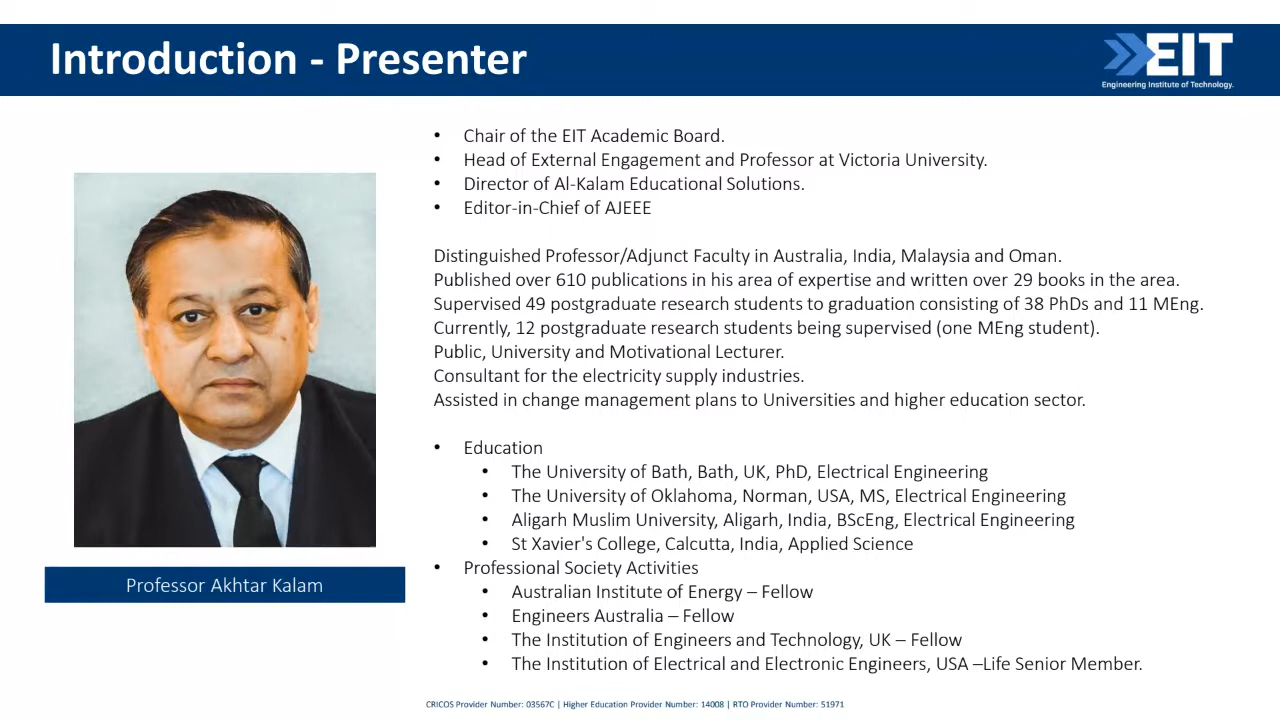 Introduction - Presenter
EIT
Engineering Institute of Technology.
• Chair of the EIT Academic Board.
• Head of External Engagement and Professor at Victoria University.
• Director of Al-Kalam Educational Solutions.
• Editor-in-Chief of AJEEE
Distinguished Professor/Adjunct Faculty in Australia, India, Malaysia and Oman.
Published over 610 publications in his area of expertise and written over 29 books in the area.
Supervised 49 postgraduate research students to graduation consisting of 38 PhDs and 11 MEng.
Currently, 12 postgraduate research students being supervised (one MEng student).
Public, University and Motivational Lecturer.
Consultant for the electricity supply industries.
Assisted in change management plans to Universities and higher education sector.
• Education
• The University of Bath, Bath, UK, PhD, Electrical Engineering
• The University of Oklahoma, Norman, USA, MS, Electrical Engineering
• Aligarh Muslim University, Aligarh, India, BScEng, Electrical Engineering
• St Xavier's College, Calcutta, India, Applied Science
• Professional Society Activities
• Australian Institute of Energy – Fellow
• Engineers Australia – Fellow
• The Institution of Engineers and Technology, UK – Fellow
• The Institution of Electrical and Electronic Engineers, USA –Life Senior Member.
Professor Akhtar Kalam
CRICOS Provider Number: 03567C | Higher Education Provider Number: 14008 | RTO Provider Number: 51971